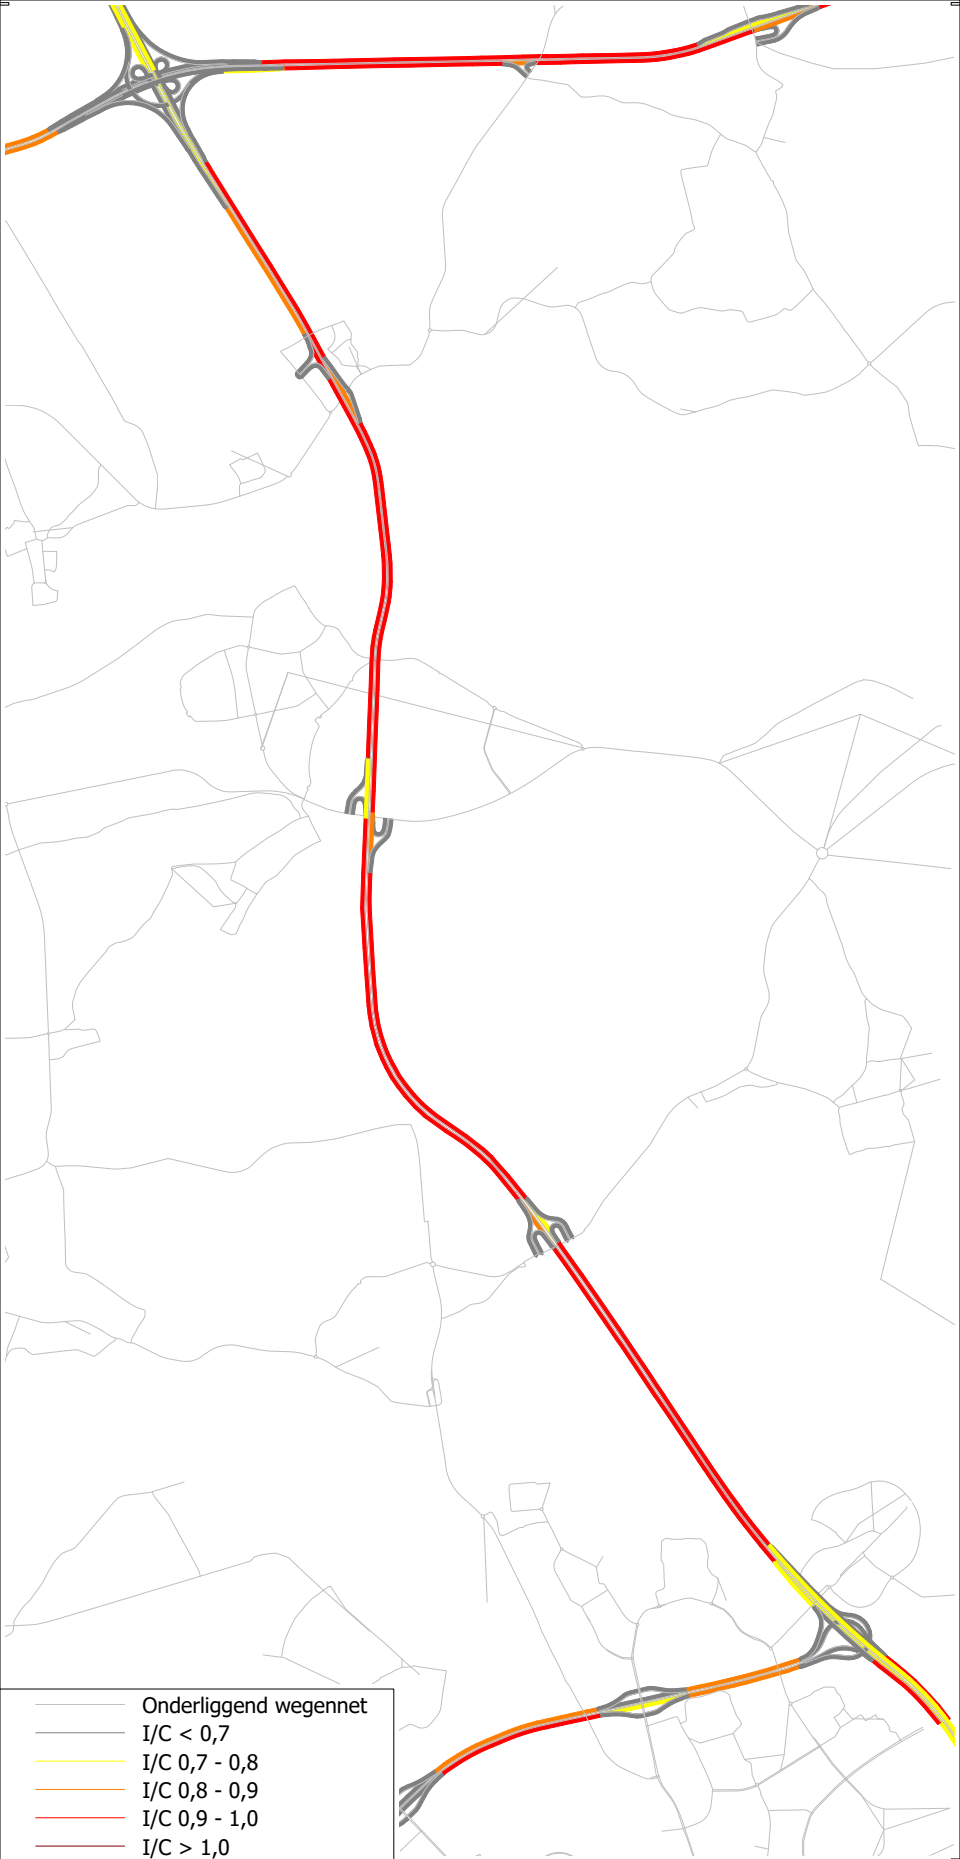 Onderliggend wegennet
I/C < 0,7
I/C 0,7 - 0,8
I/C 0,8 - 0,9
I/C 0,9 - 1,0
I/C > 1,0